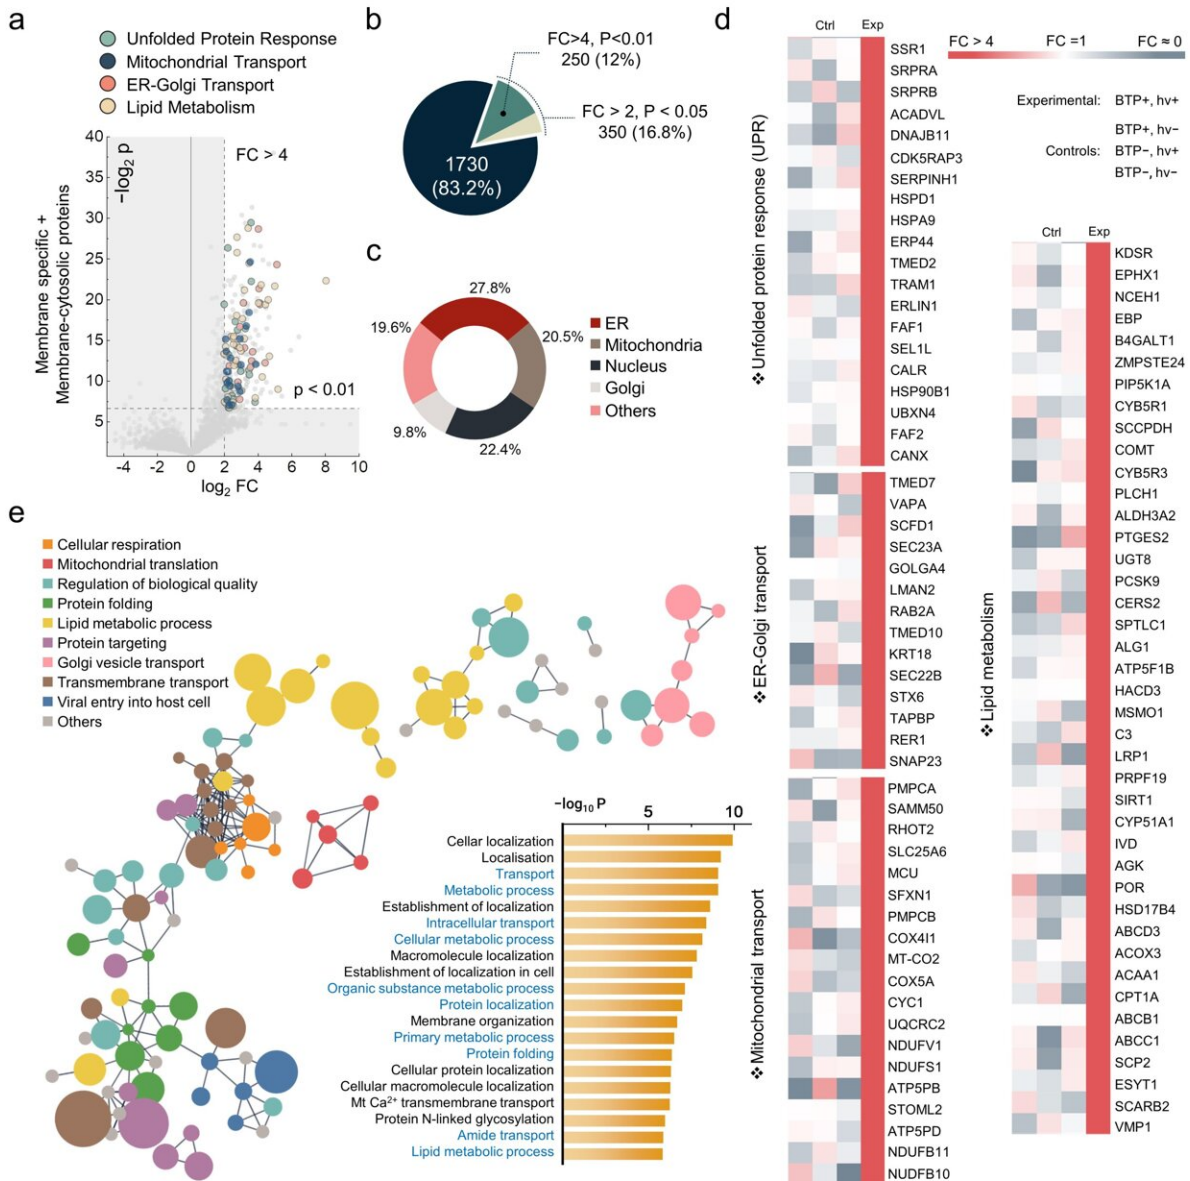 a
Unfolded Protein Response
Mitochondrial Transport
ER-Golgi Transport
Lipid Metabolism
Membrane specific +
Membrane-cytosolic proteins
−log₂ p
40
35
30
25
20
15
10
5
FC > 4
p < 0.01
-4
-2
0
2
4
6
8
10
log₂ FC
b
FC>4, P<0.01
250 (12%)
FC > 2, P < 0.05
350 (16.8%)
1730
(83.2%)
c
27.8%
20.5%
22.4%
9.8%
19.6%
ER
Mitochondria
Nucleus
Golgi
Others
d
Ctrl
Exp
❖Unfolded protein response (UPR)
SSR1
SRPRA
SRPRB
ACADVL
DNAJB11
CDK5RAP3
SERPINH1
HSPD1
HSPA9
ERP44
TMED2
TRAM1
ERLIN1
FAF1
SEL1L
CALR
HSP90B1
UBXN4
FAF2
CANX
❖ER-Golgi transport
TMED7
VAPA
SCFD1
SEC23A
GOLGA4
LMAN2
RAB2A
TMED10
KRT18
SEC22B
STX6
TAPBP
RER1
SNAP23
❖Mitochondrial transport
PMPCA
SAMM50
RHOT2
SLC25A6
MCU
SFXN1
PMPCB
COX4I1
MT-CO2
COX5A
CYC1
UQCRC2
NDUFV1
NDUFS1
ATP5PB
STOML2
ATP5PD
NDUFB11
NUDFB10
FC > 4
FC =1
FC ≈ 0
Experimental: BTP+, hv+
BTP+, hv−
Controls: BTP−, hv+
BTP−, hv−
Ctrl
Exp
❖Lipid metabolism
KDSR
EPHX1
NCEH1
EBP
B4GALT1
ZMPSTE24
PIP5K1A
CYB5R1
SCCPDH
COMT
CYB5R3
PLCH1
ALDH3A2
PTGES2
UGT8
PCSK9
CERS2
SPTLC1
ALG1
ATP5F1B
HACD3
MSMO1
C3
LRP1
PRPF19
SIRT1
CYP51A1
IVD
AGK
POR
HSD17B4
ABCD3
ACOX3
ACAA1
CPT1A
ABCB1
ABCC1
SCP2
ESYT1
SCARB2
VMP1
e
Cellular respiration
Mitochondrial translation
Regulation of biological quality
Protein folding
Lipid metabolic process
Protein targeting
Golgi vesicle transport
Transmembrane transport
Viral entry into host cell
Others
−log₁₀ P
5
10
Cellar localization
Localisation
Transport
Metabolic process
Establishment of localization
Intracellular transport
Cellular metabolic process
Macromolecule localization
Establishment of localization in cell
Organic substance metabolic process
Protein localization
Membrane organization
Primary metabolic process
Protein folding
Cellular protein localization
Cellular macromolecule localization
Mt Ca²⁺ transmembrane transport
Protein N-linked glycosylation
Amide transport
Lipid metabolic process